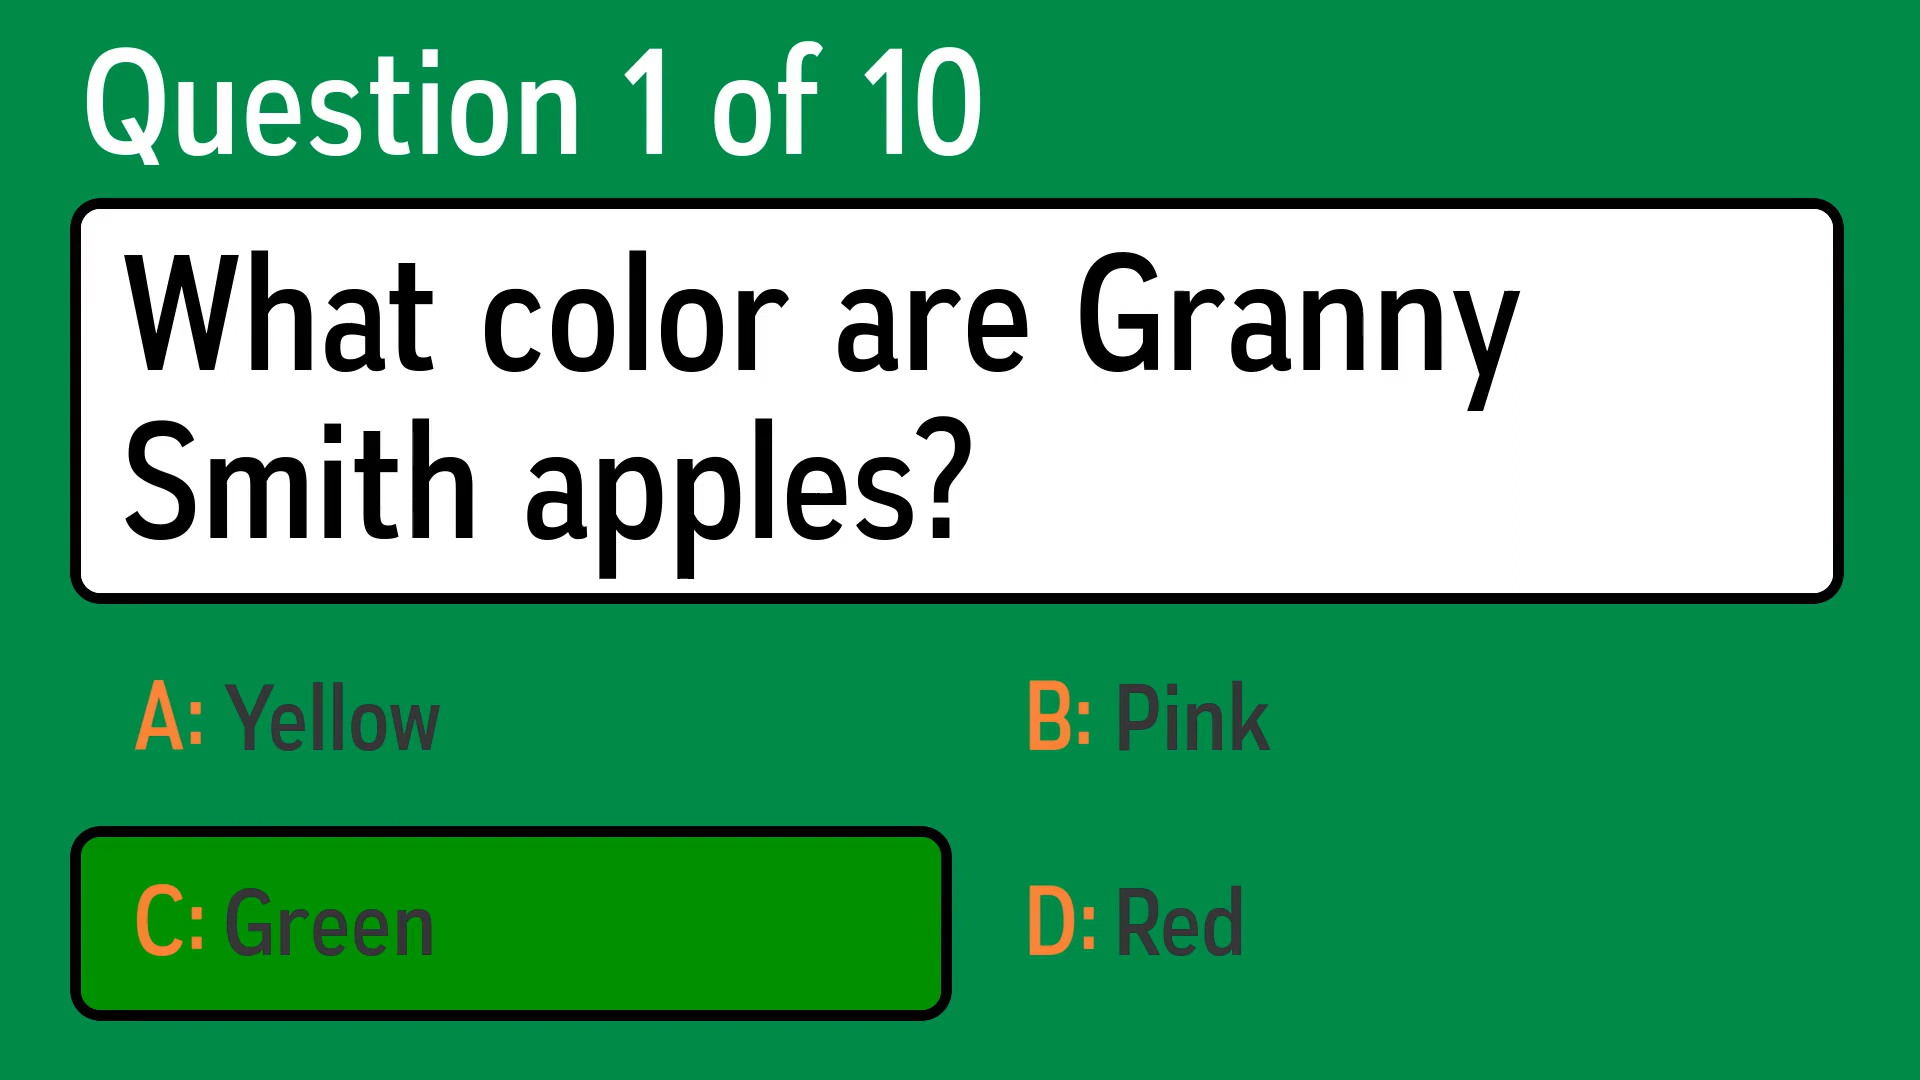 Question 1 of 10
What color are Granny
Smith apples?
A: Yellow
B: Pink
C: Green
D: Red